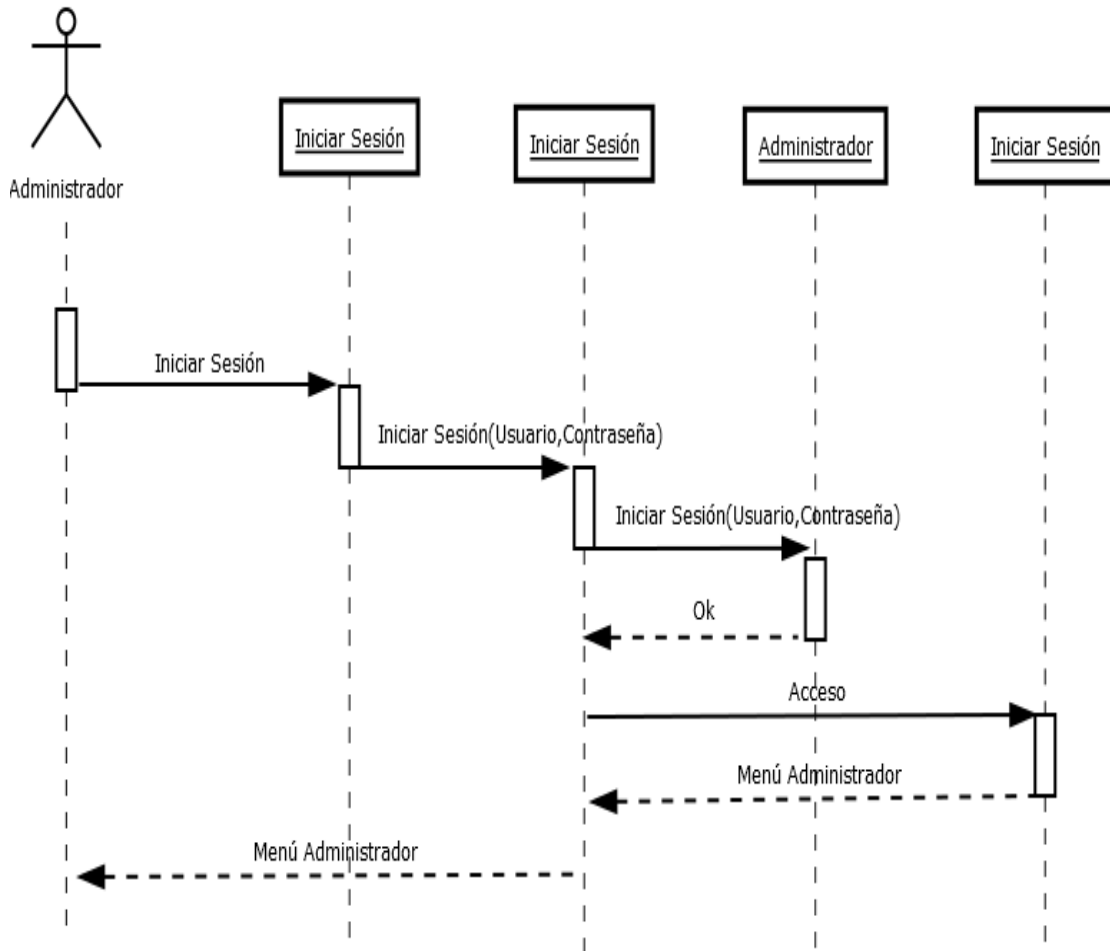 Iniciar Sesión
Iniciar Sesión
Administrador
Iniciar Sesión
Administrador
Iniciar Sesión
Iniciar Sesión(Usuario,Contraseña)
Iniciar Sesión(Usuario,Contraseña)
Ok
Acceso
Menú Administrador
Menú Administrador